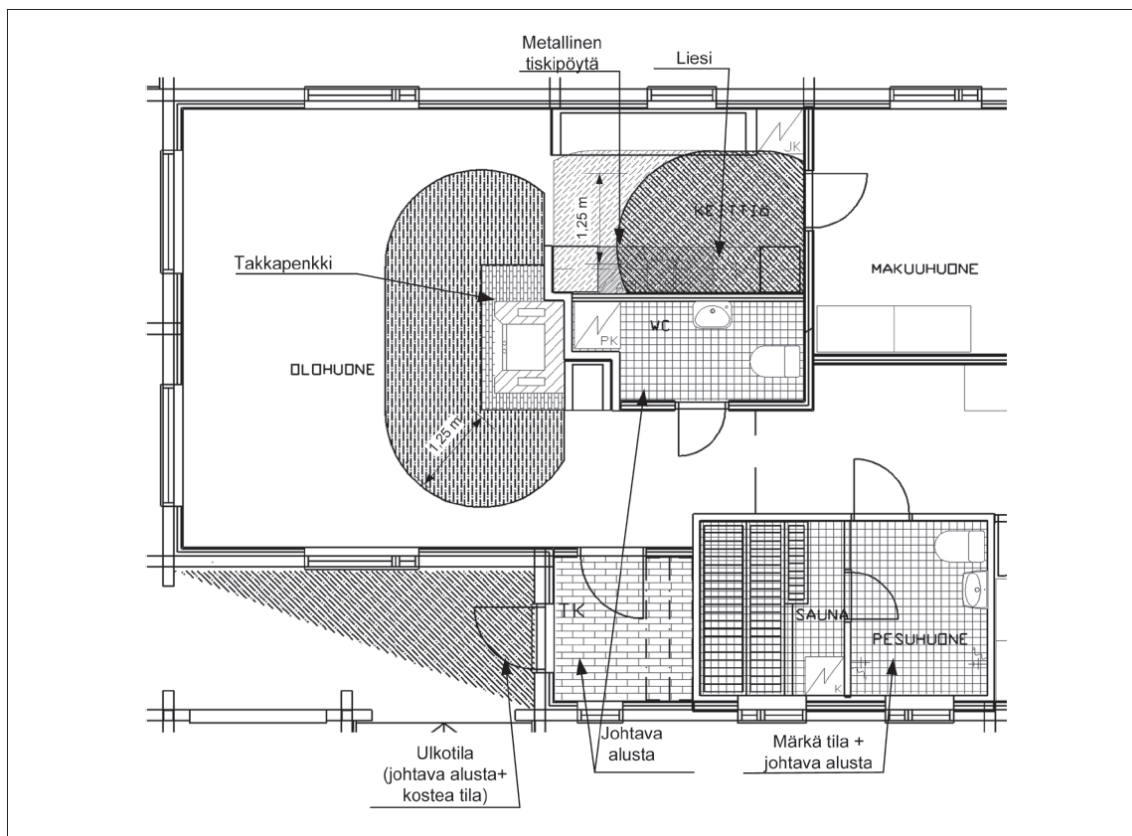 Metallinen
tiskipöytä
Liesi
JK
KEITTIÖ
1,25 m
Takkapenkki
MAKUUHUONE
WC
PK
OLOHUONE
1,25 m
TK
SAUNA
PESUHUONE
K
Ulkotila
(johtava alusta+
kostea tila)
Johtava
alusta
Märkä tila +
johtava alusta